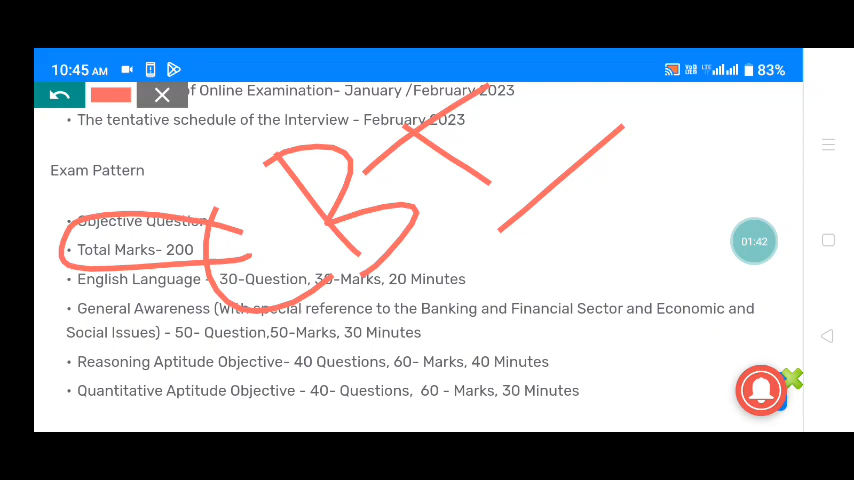 10:45 AM 83%
of Online Examination- January /February 2023
• The tentative schedule of the Interview - February 2023
Exam Pattern
• Objective Question
• Total Marks- 200
• English Language - 30-Question, 30-Marks, 20 Minutes
• General Awareness (With special reference to the Banking and Financial Sector and Economic and
Social Issues) - 50- Question,50-Marks, 30 Minutes
• Reasoning Aptitude Objective- 40 Questions, 60- Marks, 40 Minutes
• Quantitative Aptitude Objective - 40- Questions, 60 - Marks, 30 Minutes
01:42